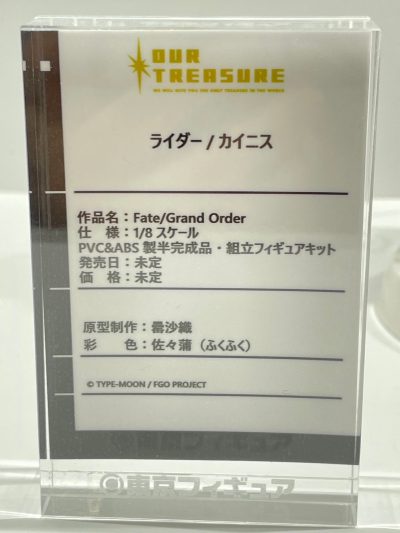 OUR
TREASURE
WE WILL GIVE YOU THE ONLY TREASURE IN THE WORLD
ライダー / カイニス
作品名：Fate/Grand Order
仕　様：1/8 スケール
PVC&ABS 製半完成品・組立フィギュアキット
発売日：未定
価　格：未定
原型制作：番沙織
彩　　色：佐々蒲（ふくふく）
© TYPE-MOON / FGO PROJECT
東京フィギュア